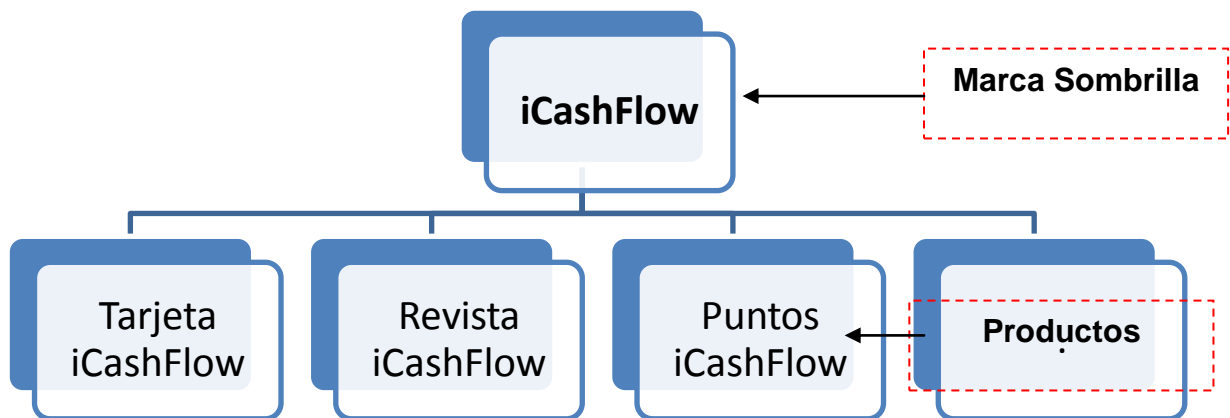 iCashFlow
Marca Sombrilla
Tarjeta
iCashFlow
Revista
iCashFlow
Puntos
iCashFlow
Productos
.